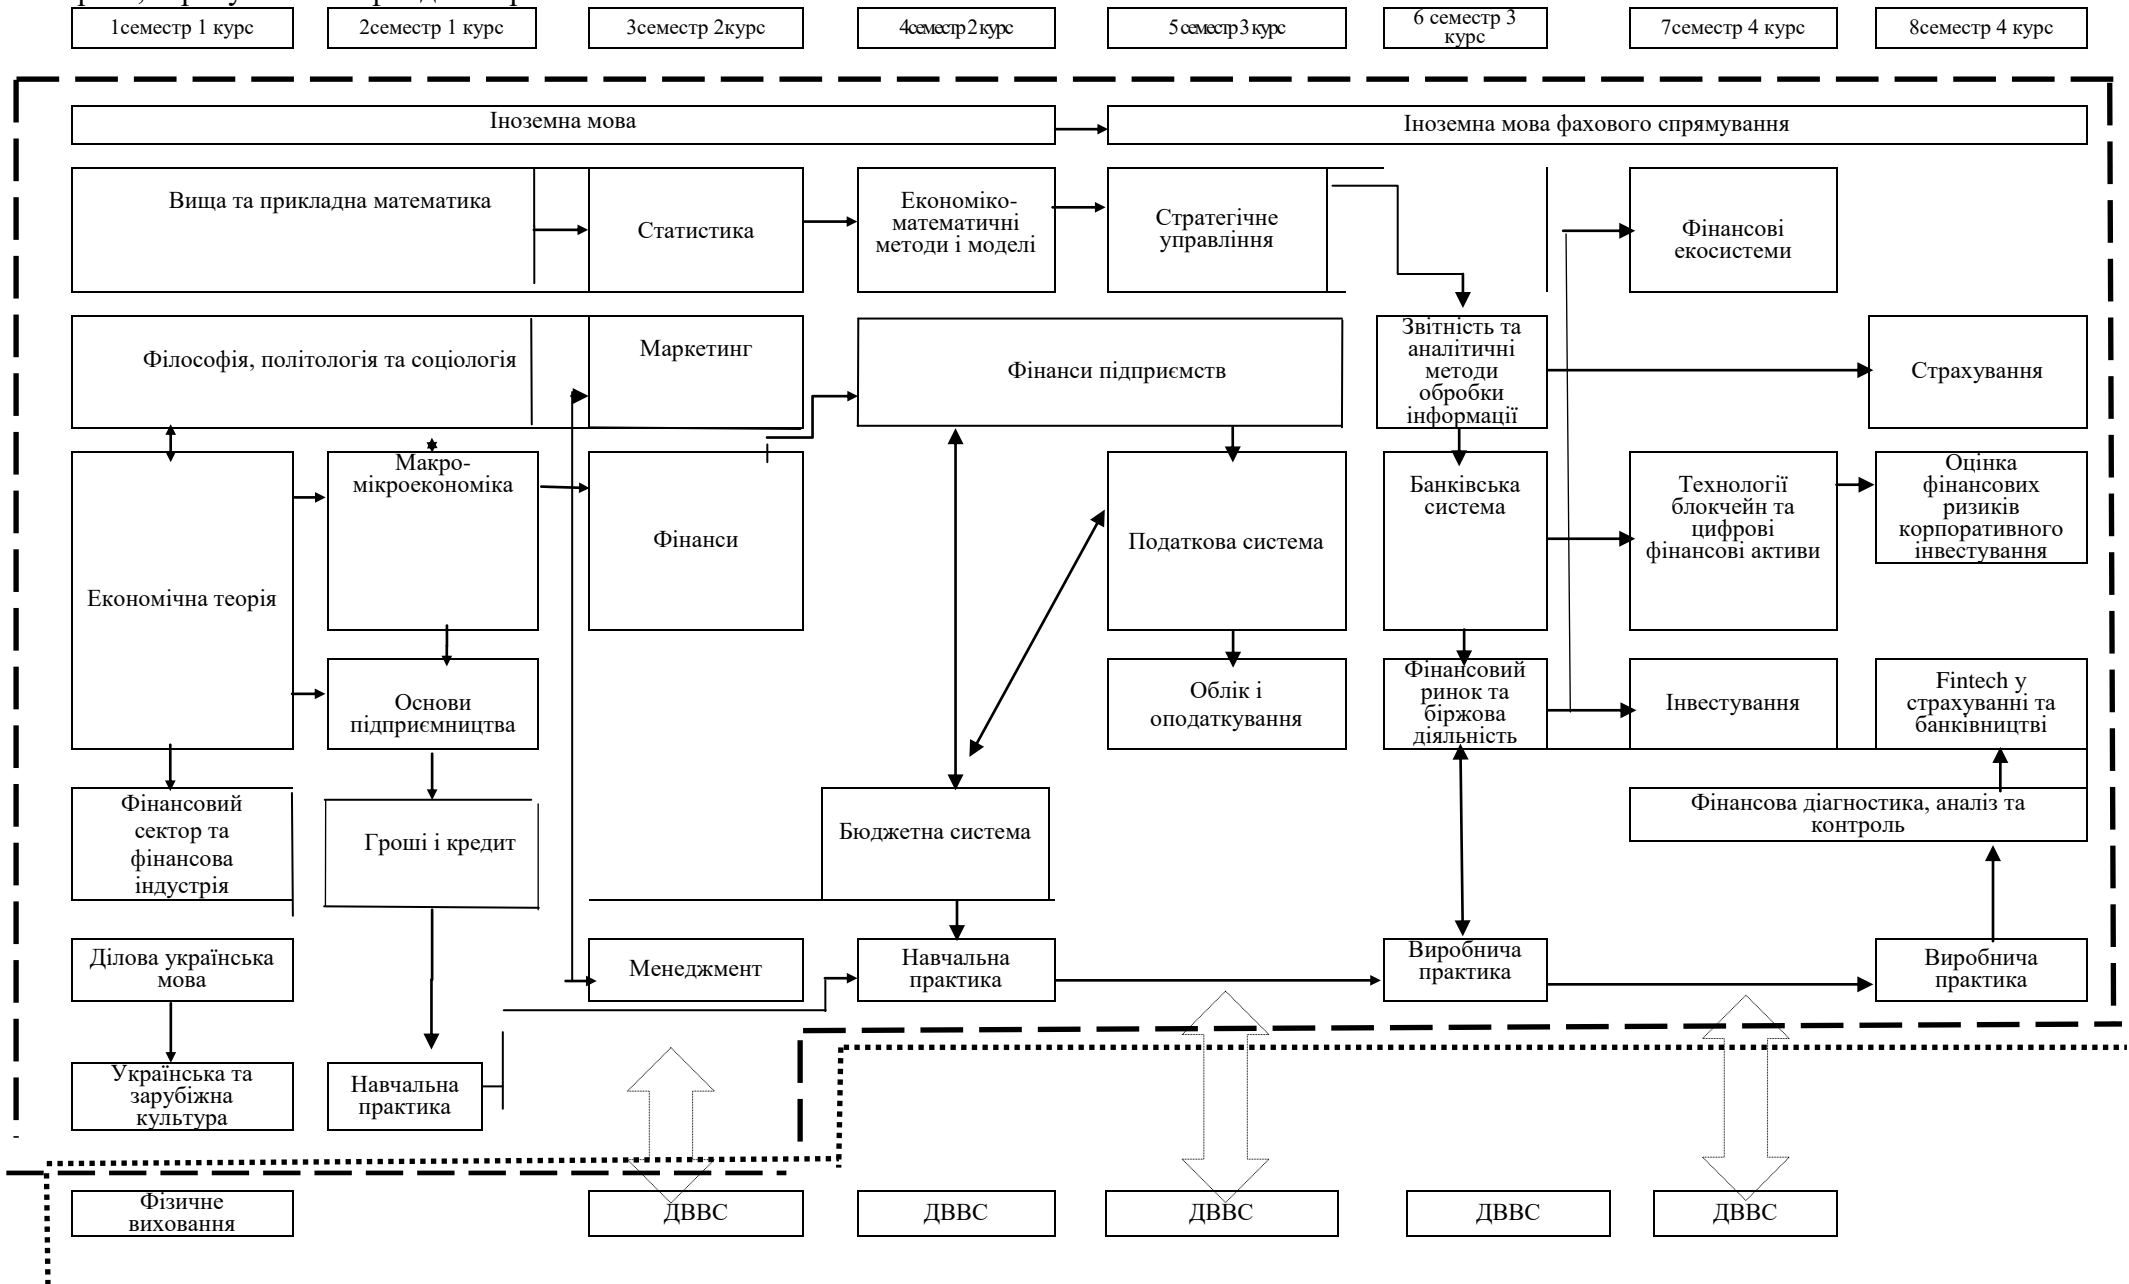 1семестр 1 курс
2семестр 1 курс
3семестр 2курс
4семестр 2 курс
5 семестр 3 курс
6 семестр 3
курс
7семестр 4 курс
8семестр 4 курс
Іноземна мова
Іноземна мова фахового спрямування
Вища та прикладна математика
Статистика
Економіко-
математичні
методи і моделі
Стратегічне
управління
Фінансові
екосистеми
Філософія, політологія та соціологія
Маркетинг
Фінанси підприємств
Звітність та
аналітичні
методи
обробки
інформації
Страхування
Економічна теорія
Макро-
мікроекономіка
Фінанси
Податкова система
Банківська
система
Технології
блокчейн та
цифрові
фінансові активи
Оцінка
фінансових
ризиків
корпоративного
інвестування
Основи
підприємництва
Облік і
оподаткування
Фінансовий
ринок та
біржова
діяльність
Інвестування
Fintech у
страхуванні та
банківництві
Фінансовий
сектор та
фінансова
індустрія
Гроші і кредит
Бюджетна система
Фінансова діагностика, аналіз та
контроль
Ділова українська
мова
Менеджмент
Навчальна
практика
Виробнича
практика
Виробнича
практика
Українська та
зарубіжна
культура
Навчальна
практика
Фізичне
виховання
ДВВС
ДВВС
ДВВС
ДВВС
ДВВС